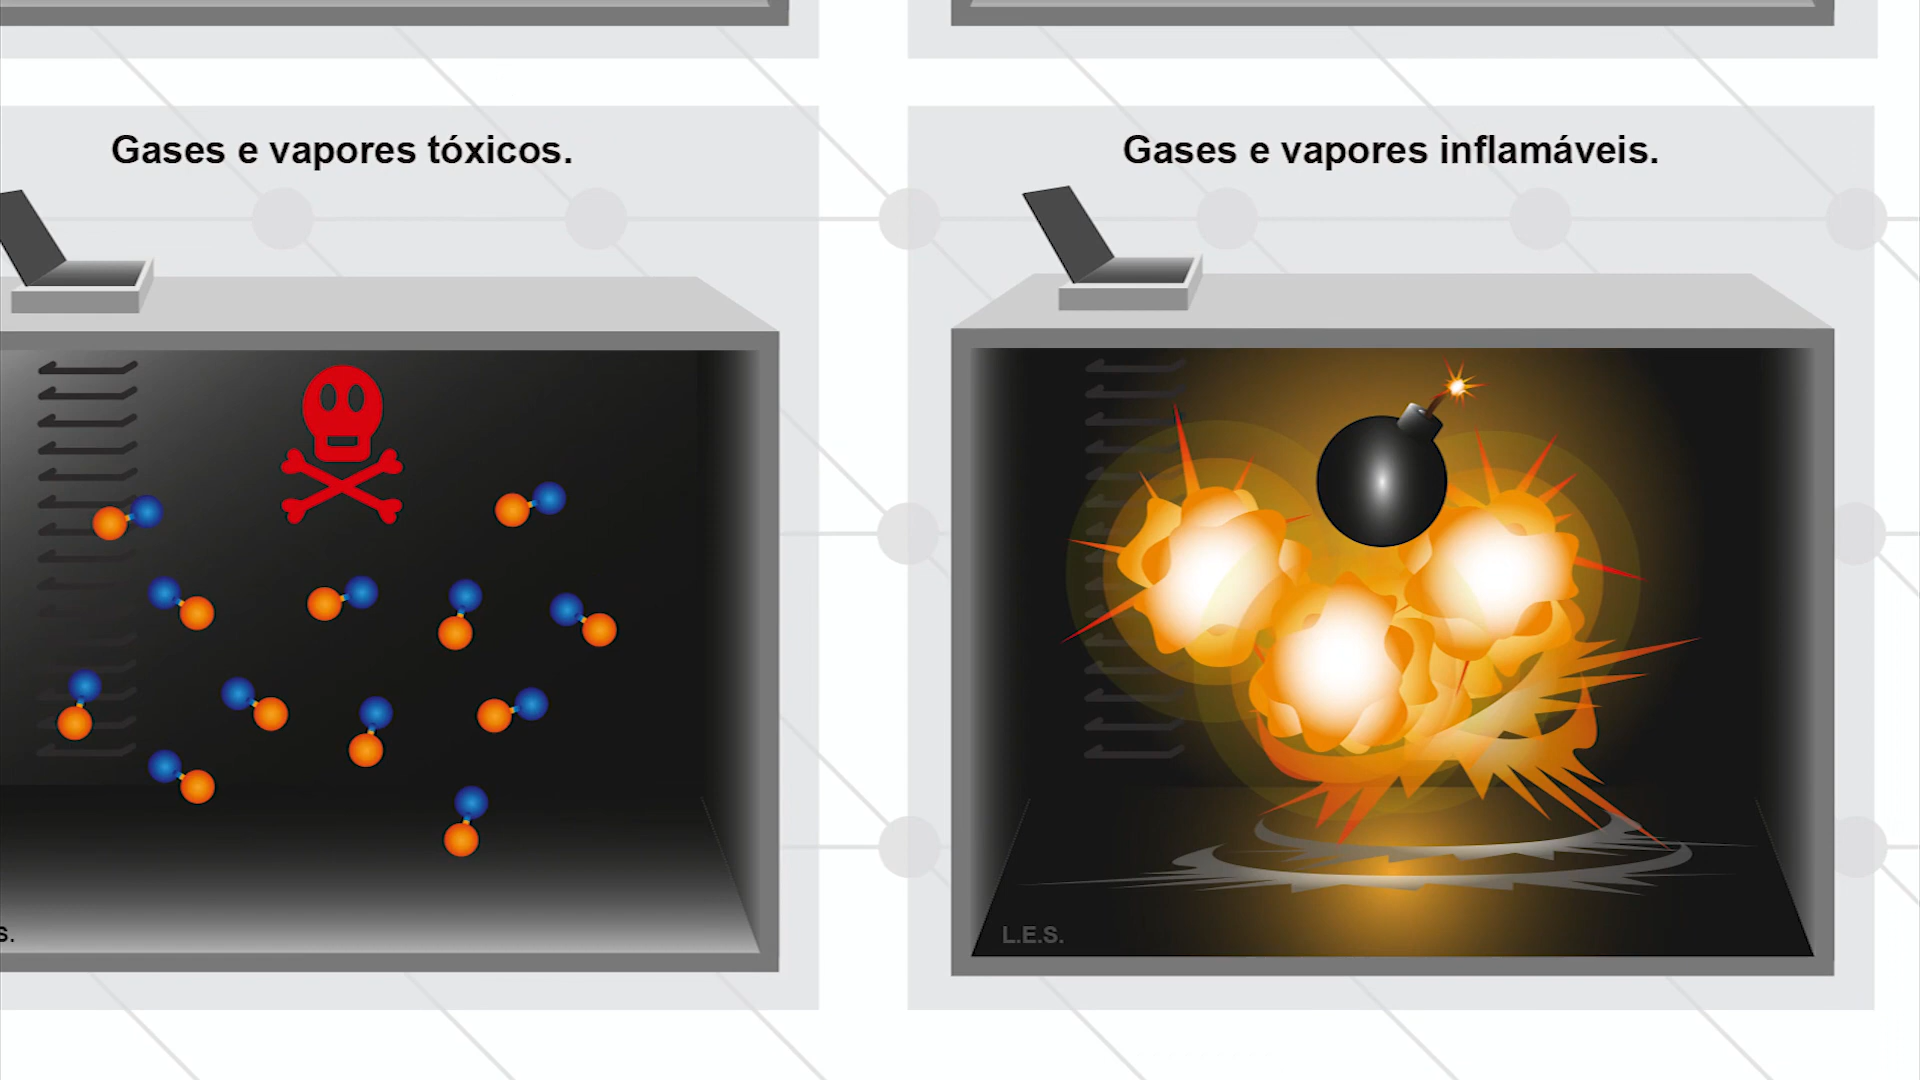 Gases e vapores tóxicos.
Gases e vapores inflamáveis.
S.
L.E.S.